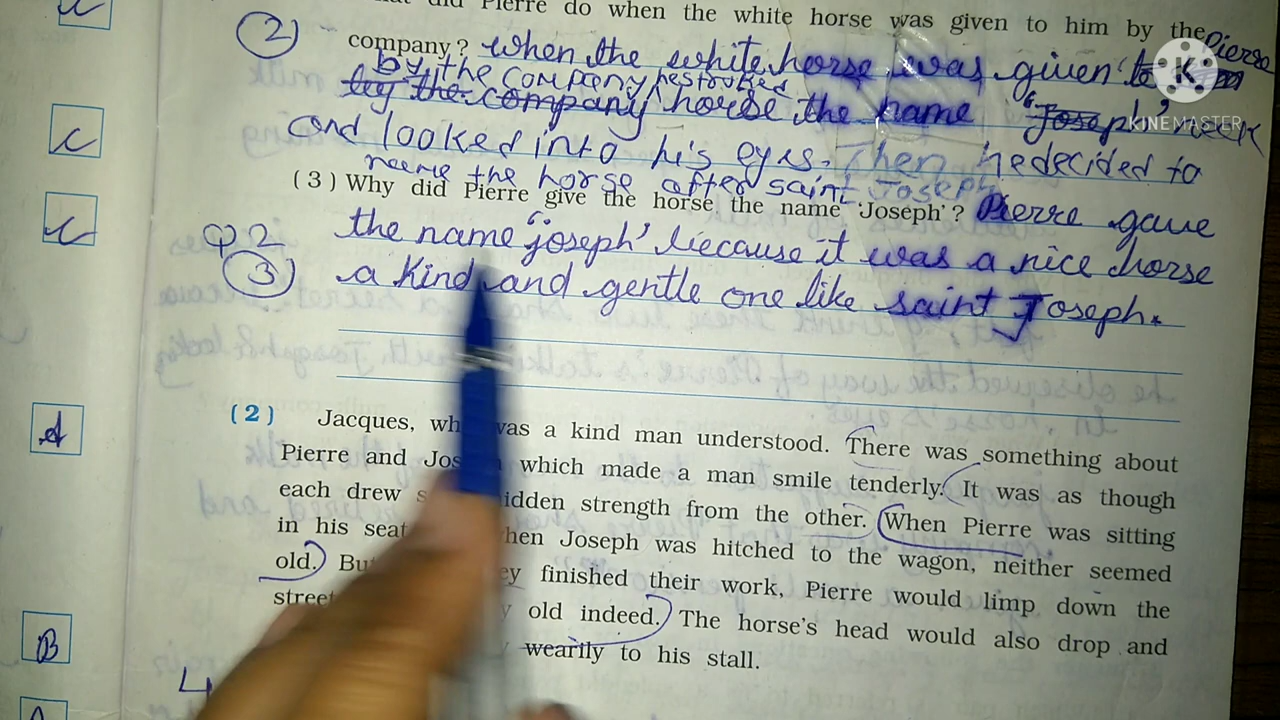 did Pierre do when the white horse was given to him by the
(2) company? when the white horse was given to Pierre
by the company, he stroked
by the company horse the name "Joseph' neck
and looked into his eyes. Then he decided to
name the horse after saint Joseph
(3) Why did Pierre give the horse the name 'Joseph'? Pierre gave
Q 2 the name "joseph' because it was a nice horse
(3) a kind and gentle one like saint Joseph.
(2) Jacques, was a kind man understood. There was something about
Pierre and which made a man smile tenderly. It was as though
each drew strength from the other. When Pierre was sitting
in his seat Joseph was hitched to the wagon, neither seemed
old. finished their work, Pierre would limp down the
street old indeed. The horse's head would also drop and
wearily to his stall.
A
B
KINEMASTER
K